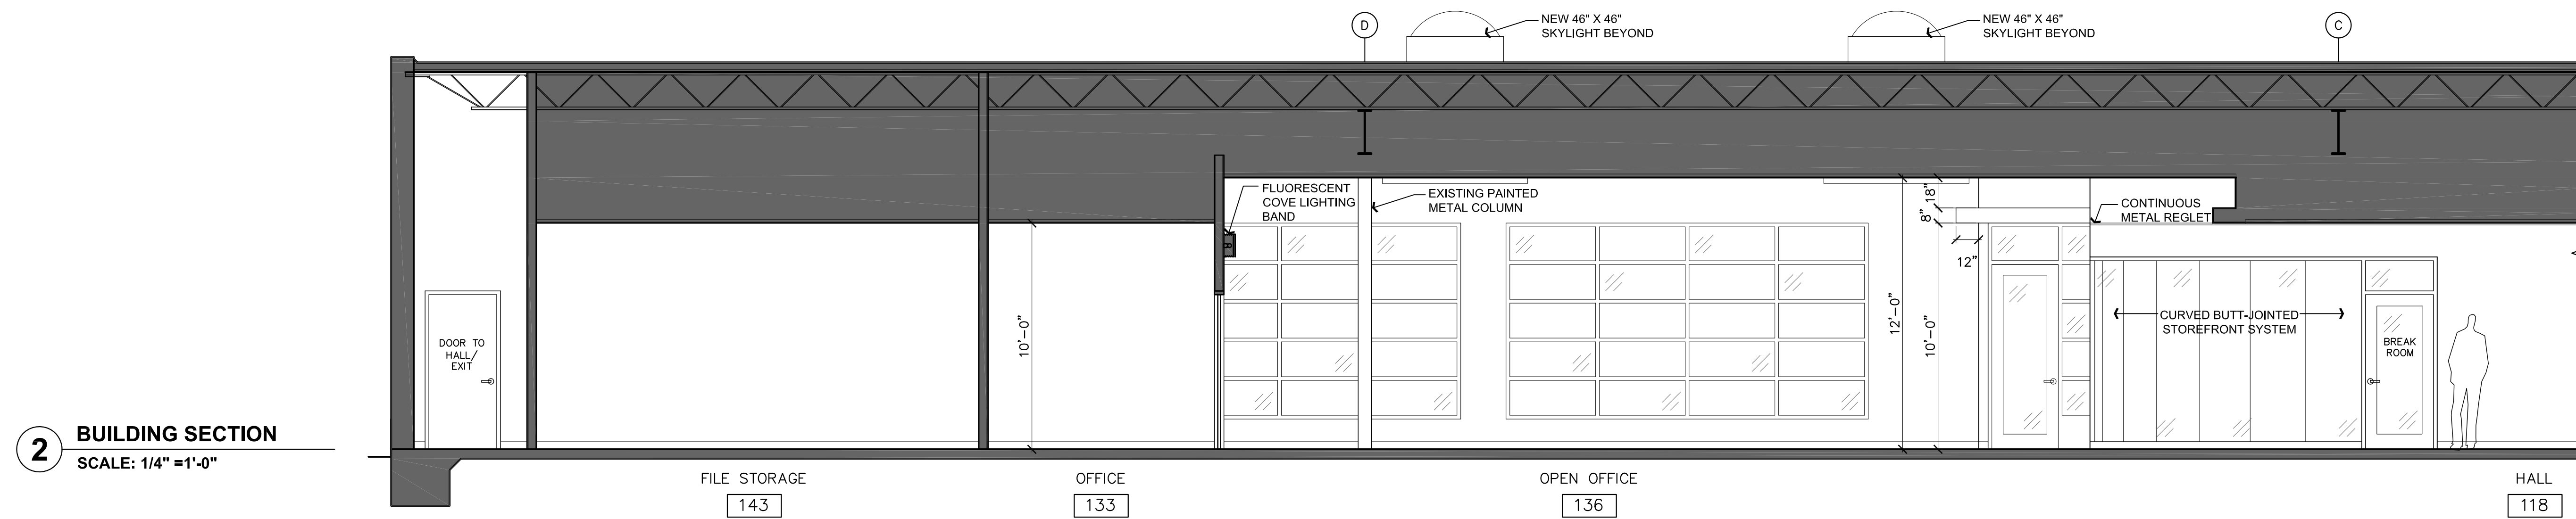 D
NEW 46" X 46"
SKYLIGHT BEYOND
NEW 46" X 46"
SKYLIGHT BEYOND
C
FLUORESCENT
COVE LIGHTING
BAND
EXISTING PAINTED
METAL COLUMN
18"
8"
12"
CONTINUOUS
METAL REGLET
10'-0"
12'-0"
10'-0"
DOOR TO
HALL/
EXIT
CURVED BUTT-JOINTED
STOREFRONT SYSTEM
BREAK
ROOM
2
BUILDING SECTION
SCALE: 1/4" =1'-0"
FILE STORAGE
143
OFFICE
133
OPEN OFFICE
136
HALL
118